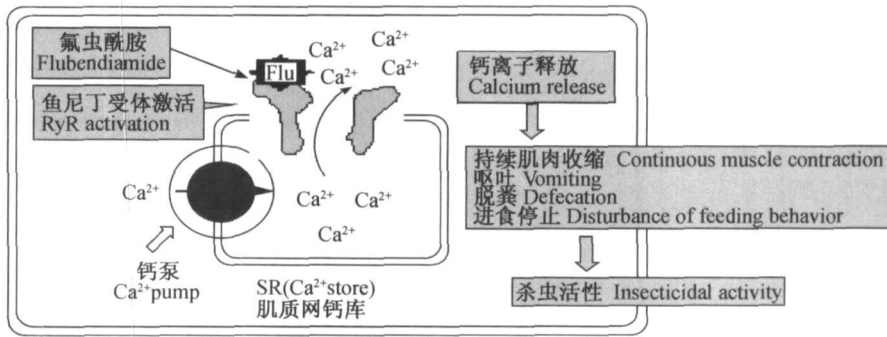 氟虫酰胺
Flubendiamide
鱼尼丁受体激活
RyR activation
Flu
Ca²⁺
Ca²⁺
Ca²⁺
Ca²⁺
Ca²⁺
Ca²⁺
Ca²⁺
Ca²⁺
钙泵
Ca²⁺pump
SR(Ca²⁺store)
肌质网钙库
钙离子释放
Calcium release
持续肌肉收缩 Continuous muscle contraction
呕叶 Vomiting
脱粪 Defecation
进食停止 Disturbance of feeding behavior
杀虫活性 Insecticidal activity